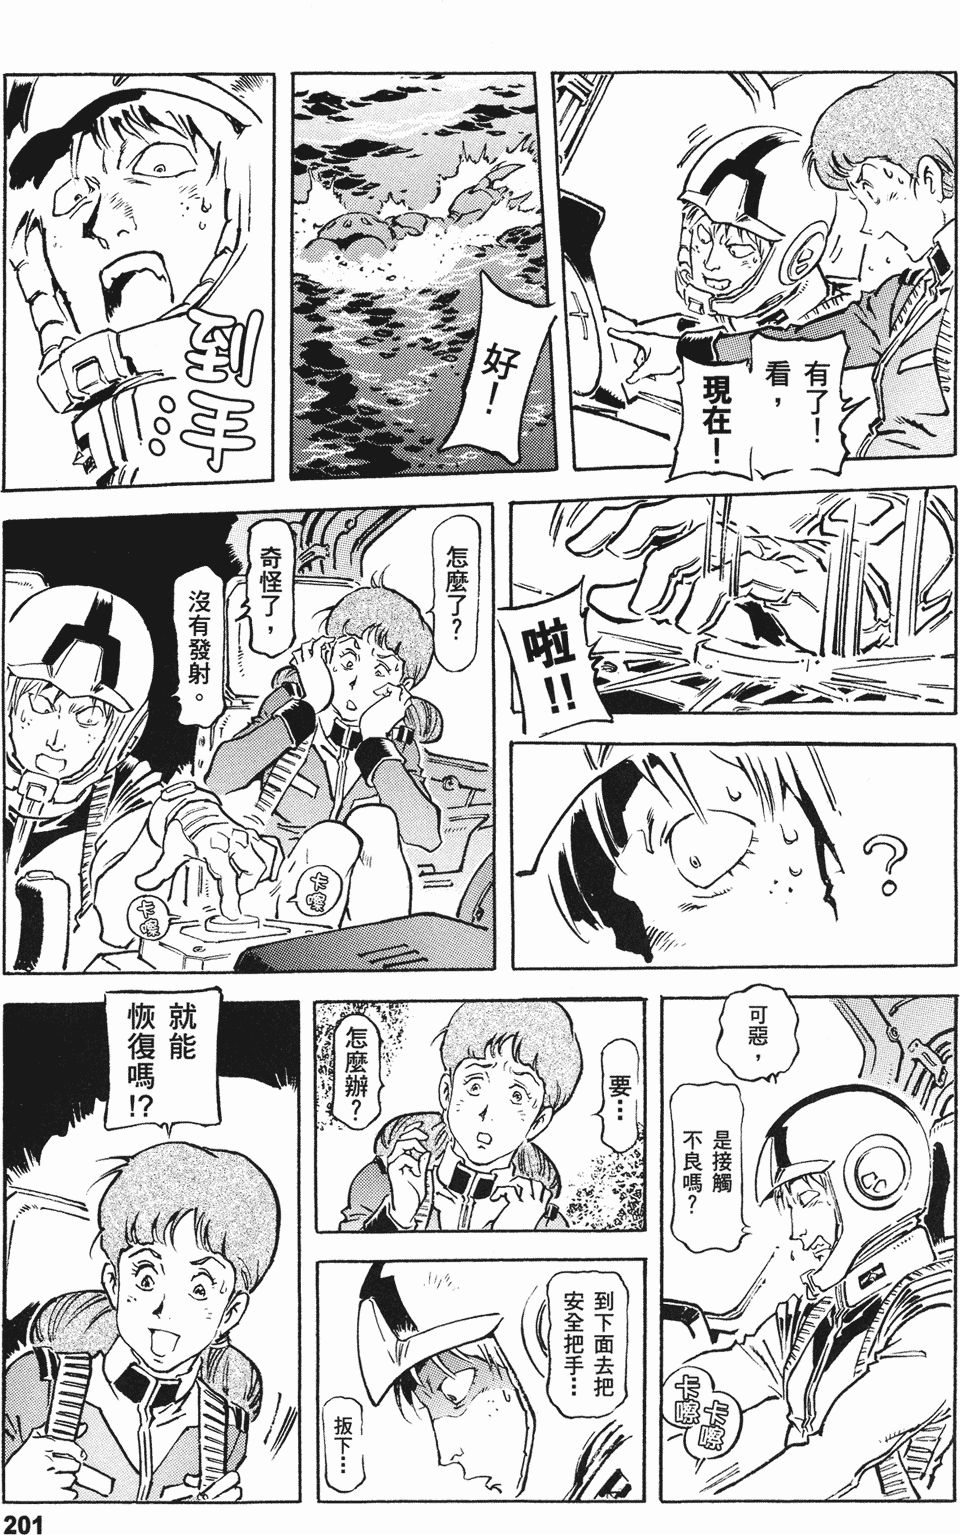 有了！
看，
現在！
好！
到手
…
啦!!
怎麼了？
奇怪了，
沒有發射。
卡嚓
卡嚓
？
可惡，
是接觸
不良嗎？
卡嚓
卡嚓
要…
怎麼辦？
到下面去把
安全把手…
扳下…
就能
恢復嗎!?
201